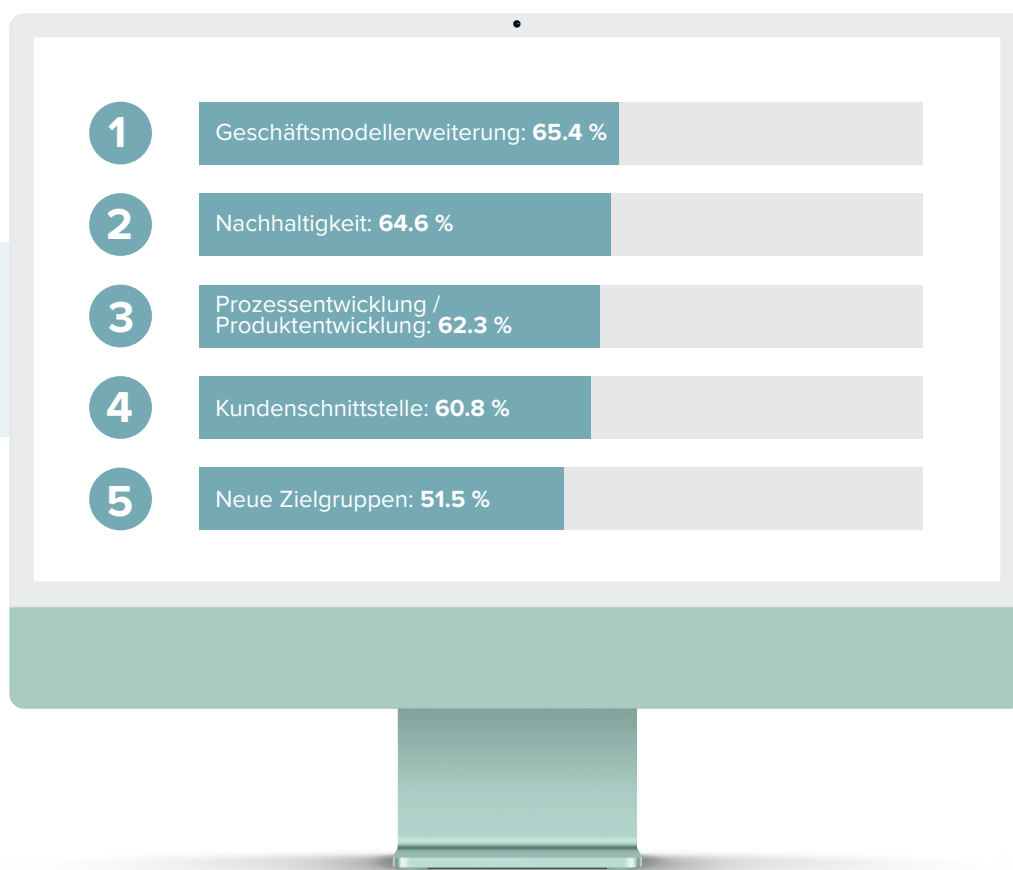 1
Geschäftsmodellerweiterung: 65.4 %
2
Nachhaltigkeit: 64.6 %
3
Prozessentwicklung /
Produktentwicklung: 62.3 %
4
Kundenschnittstelle: 60.8 %
5
Neue Zielgruppen: 51.5 %